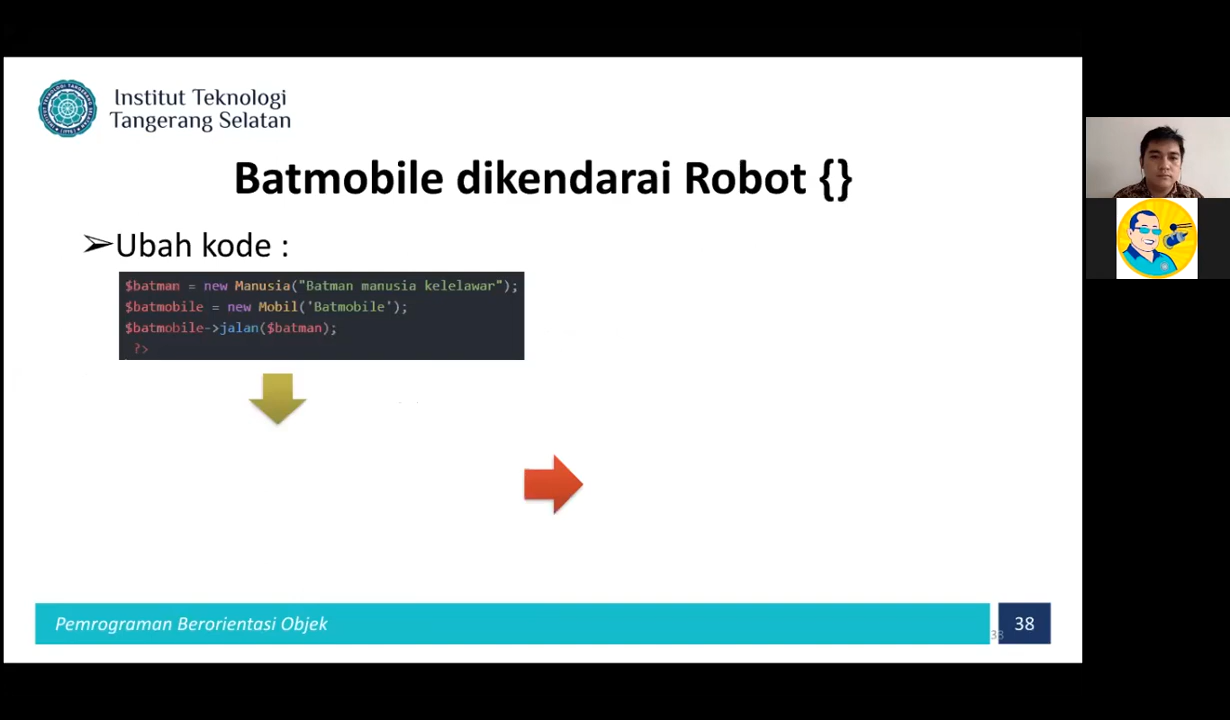 Institut Teknologi
Tangerang Selatan
Batmobile dikendarai Robot {}
➢Ubah kode :
$batman = new Manusia("Batman manusia kelelawar");
$batmobile = new Mobil('Batmobile');
$batmobile->jalan($batman);
?>
Pemrograman Berorientasi Objek
38
38